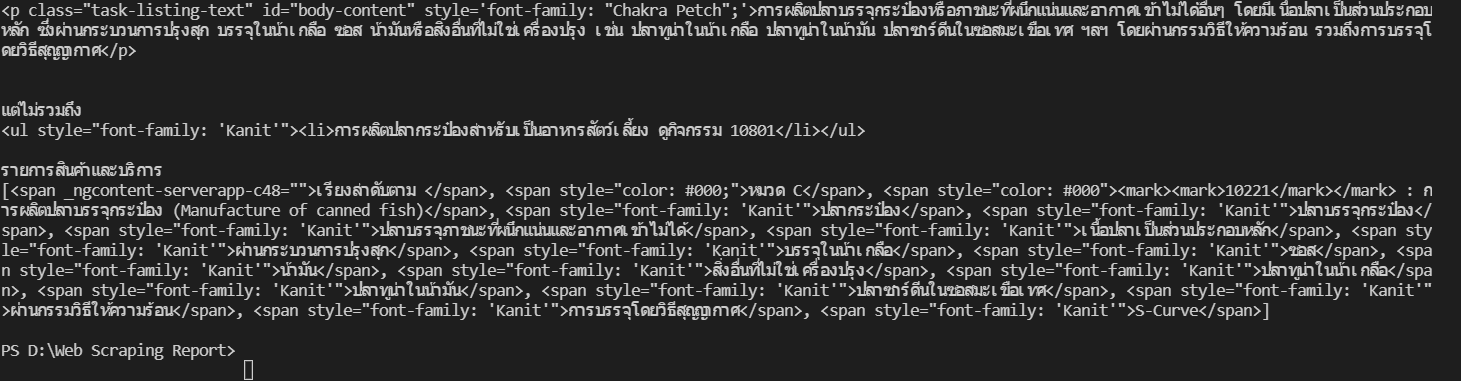 <p class="task-listing-text" id="body-content" style='font-family: "Chakra Petch";'>การผลิตปลาบรรจุกระป๋องหรือภาชนะที่ผนึกแน่นและอากาศเข้าไม่ได้อื่นๆ โดยมีเนื้อปลาเป็นส่วนประกอบ
หลัก ซึ่งผ่านกระบวนการปรุงสุก บรรจุในน้ำเกลือ ซอส น้ำมันหรือสิ่งอื่นที่ไม่ใช่เครื่องปรุง เช่น ปลาทูน่าในน้ำเกลือ ปลาทูน่าในน้ำมัน ปลาซาร์ดีนในซอสมะเขือเทศ ฯลฯ โดยผ่านกรรมวิธีให้ความร้อน รวมถึงการบรรจุโ
ดยวิธีสุญญากาศ</p>
แต่ไม่รวมถึง
<ul style="font-family: 'Kanit'"><li>การผลิตปลากระป๋องสำหรับเป็นอาหารสัตว์เลี้ยง ดูกิจกรรม 10801</li></ul>
รายการสินค้าและบริการ
[<span _ngcontent-serverapp-c48="">เรียงลำดับตาม </span>, <span style="color: #000;">หมวด C</span>, <span style="color: #000"><mark><mark>10221</mark></mark> : ก
ารผลิตปลาบรรจุกระป๋อง (Manufacture of canned fish)</span>, <span style="font-family: 'Kanit'">ปลากระป๋อง</span>, <span style="font-family: 'Kanit'">ปลาบรรจุกระป๋อง</
span>, <span style="font-family: 'Kanit'">ปลาบรรจุภาชนะที่ผนึกแน่นและอากาศเข้าไม่ได้</span>, <span style="font-family: 'Kanit'">เนื้อปลาเป็นส่วนประกอบหลัก</span>, <span sty
le="font-family: 'Kanit'">ผ่านกระบวนการปรุงสุก</span>, <span style="font-family: 'Kanit'">บรรจุในน้ำเกลือ</span>, <span style="font-family: 'Kanit'">ซอส</span>, <spa
n style="font-family: 'Kanit'">น้ำมัน</span>, <span style="font-family: 'Kanit'">สิ่งอื่นที่ไม่ใช่เครื่องปรุง</span>, <span style="font-family: 'Kanit'">ปลาทูน่าในน้ำเกลือ</spa
n>, <span style="font-family: 'Kanit'">ปลาทูน่าในน้ำมัน</span>, <span style="font-family: 'Kanit'">ปลาซาร์ดีนในซอสมะเขือเทศ</span>, <span style="font-family: 'Kanit'"
>ผ่านกรรมวิธีให้ความร้อน</span>, <span style="font-family: 'Kanit'">การบรรจุโดยวิธีสุญญากาศ</span>, <span style="font-family: 'Kanit'">S-Curve</span>]
PS D:\Web Scraping Report>